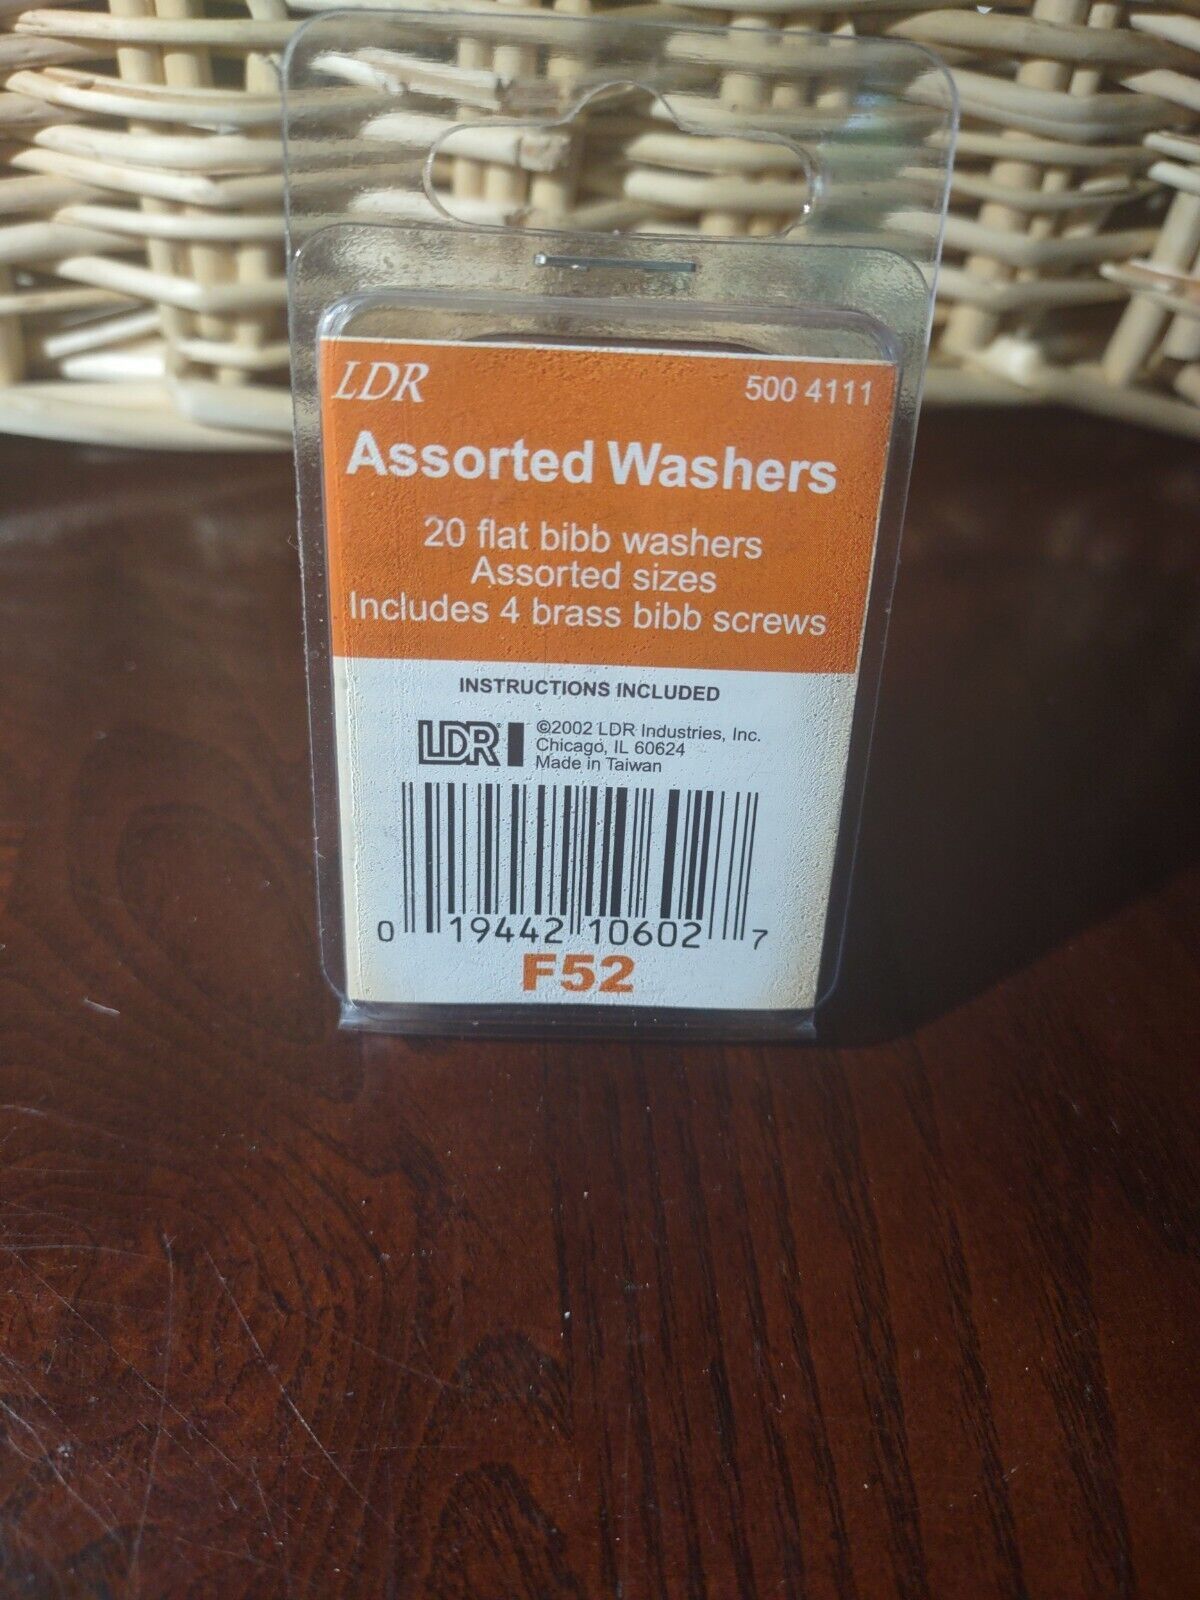 LDR 500 4111
Assorted Washers
20 flat bibb washers
Assorted sizes
Includes 4 brass bibb screws
INSTRUCTIONS INCLUDED
LDR® ©2002 LDR Industries, Inc.
Chicago, IL 60624
Made in Taiwan
0 19442 10602 7
F52